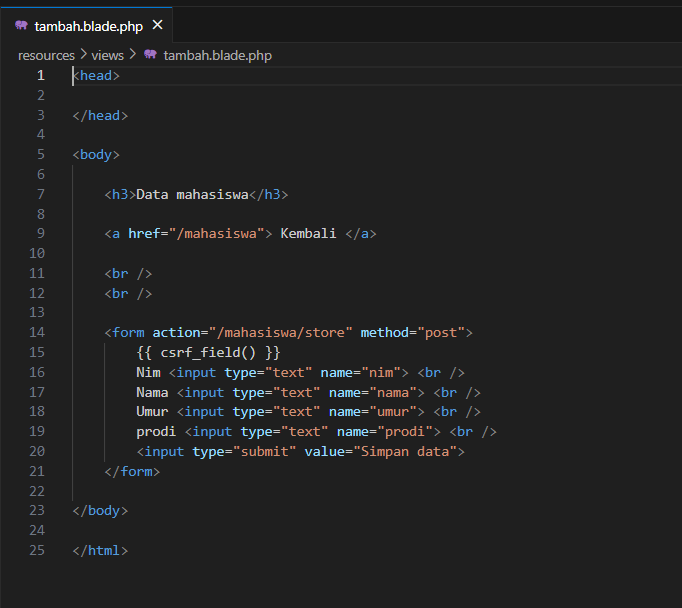 tambah.blade.php ×
resources > views > tambah.blade.php
1 <head>
2
3 </head>
4
5 <body>
6
7     <h3>Data mahasiswa</h3>
8
9     <a href="/mahasiswa"> Kembali </a>
10
11     <br />
12     <br />
13
14     <form action="/mahasiswa/store" method="post">
15         {{ csrf_field() }}
16         Nim <input type="text" name="nim"> <br />
17         Nama <input type="text" name="nama"> <br />
18         Umur <input type="text" name="umur"> <br />
19         prodi <input type="text" name="prodi"> <br />
20         <input type="submit" value="Simpan data">
21     </form>
22
23 </body>
24
25 </html>